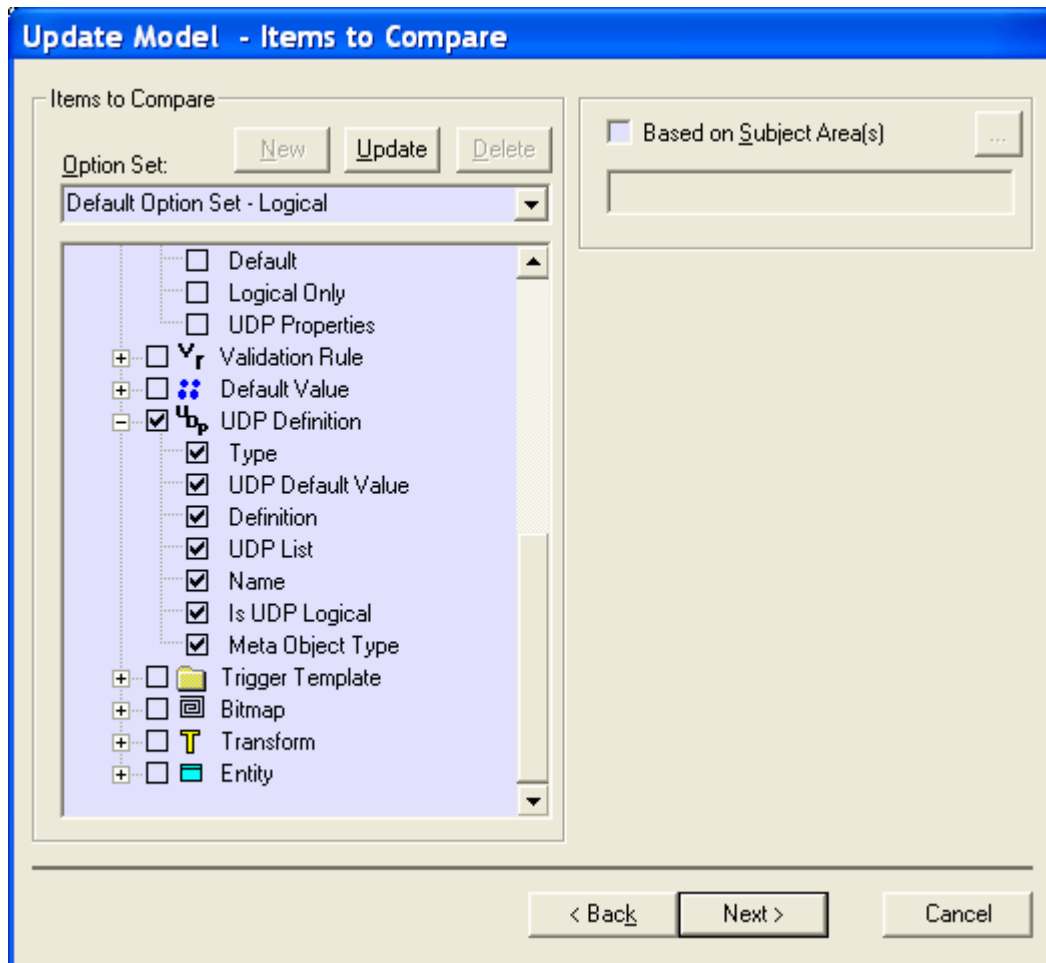 Update Model - Items to Compare
Items to Compare
New
Update
Delete
Option Set:
Default Option Set - Logical
Default
Logical Only
UDP Properties
Validation Rule
Default Value
UDP Definition
Type
UDP Default Value
Definition
UDP List
Name
Is UDP Logical
Meta Object Type
Trigger Template
Bitmap
Transform
Entity
Based on Subject Area(s)
...
< Back
Next >
Cancel